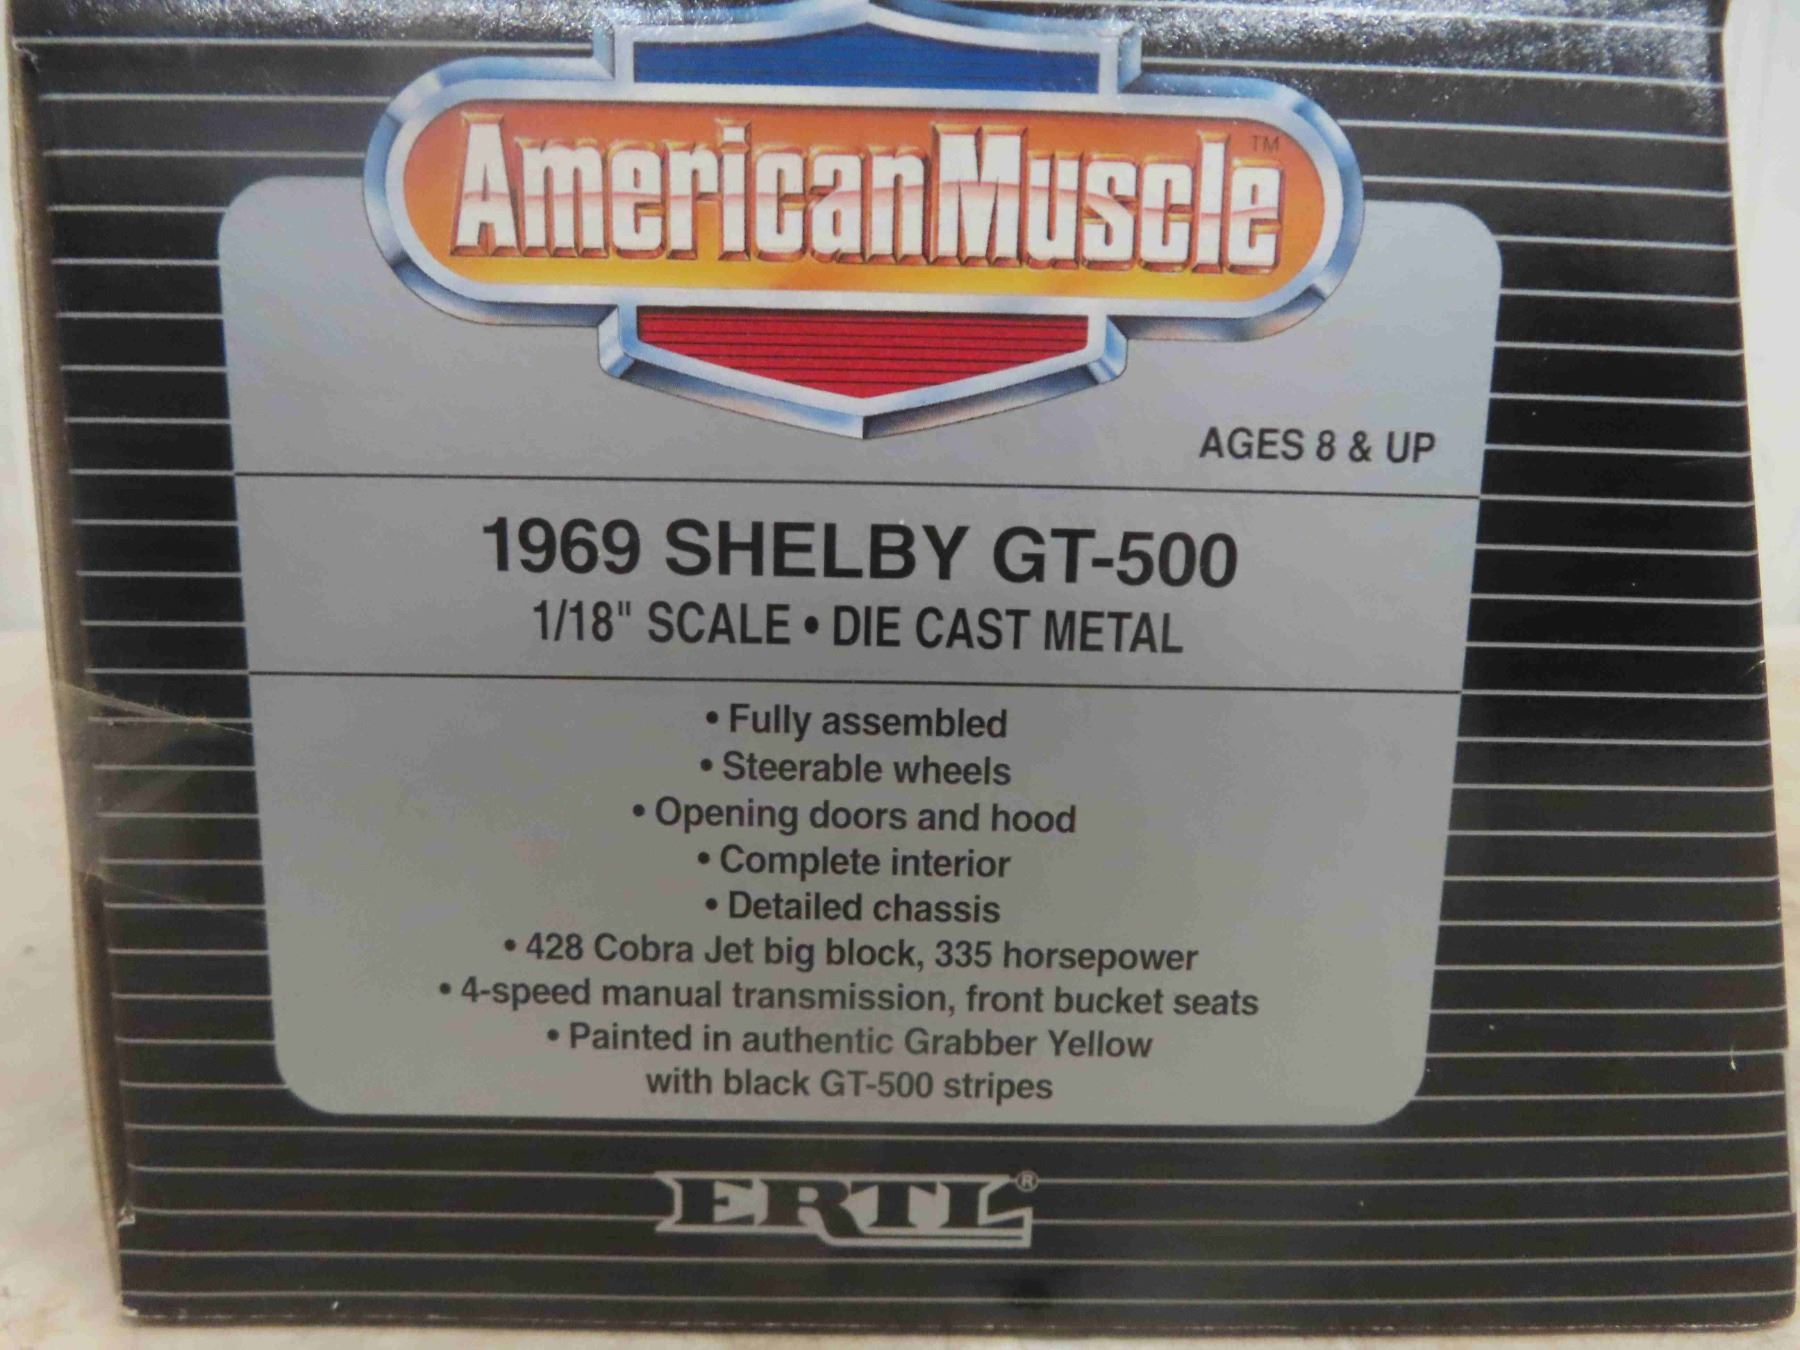 AmericanMuscle™
AGES 8 & UP
1969 SHELBY GT-500
1/18" SCALE • DIE CAST METAL
• Fully assembled
• Steerable wheels
• Opening doors and hood
• Complete interior
• Detailed chassis
• 428 Cobra Jet big block, 335 horsepower
• 4-speed manual transmission, front bucket seats
• Painted in authentic Grabber Yellow
with black GT-500 stripes
ERTL®